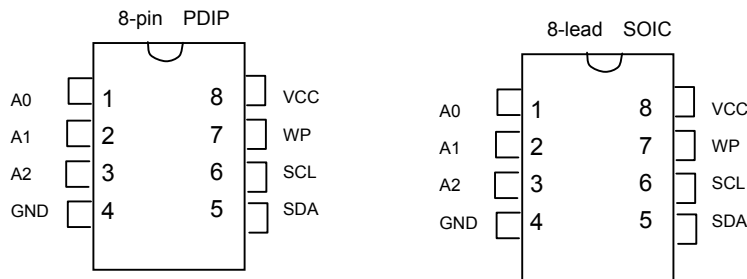 8-pin PDIP
A0 1 8 VCC
A1 2 7 WP
A2 3 6 SCL
GND 4 5 SDA
8-lead SOIC
A0 1 8 VCC
A1 2 7 WP
A2 3 6 SCL
GND 4 5 SDA